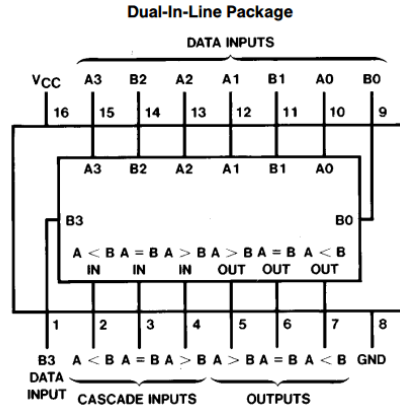 Dual-In-Line Package
DATA INPUTS
VCC A3 B2 A2 A1 B1 A0 B0
16 15 14 13 12 11 10 9
A3 B2 A2 A1 B1 A0
B3 B0
A < B A = B A > B A > B A = B A < B
IN IN IN OUT OUT OUT
1 2 3 4 5 6 7 8
B3 A < B A = B A > B A > B A = B A < B GND
DATA
INPUT CASCADE INPUTS OUTPUTS